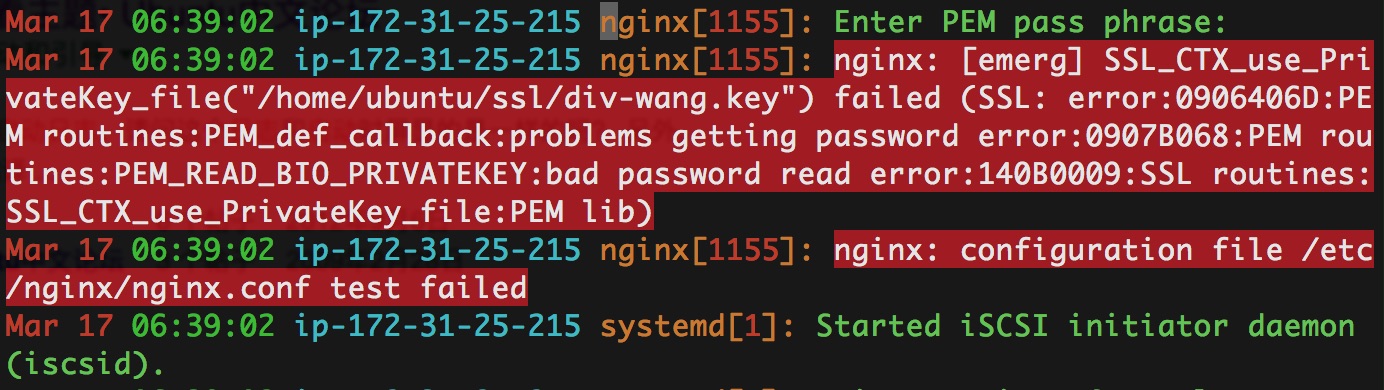 Mar 17 06:39:02 ip-172-31-25-215 nginx[1155]: Enter PEM pass phrase:
Mar 17 06:39:02 ip-172-31-25-215 nginx[1155]: nginx: [emerg] SSL_CTX_use_Pri
vateKey_file("/home/ubuntu/ssl/div-wang.key") failed (SSL: error:0906406D:PE
M routines:PEM_def_callback:problems getting password error:0907B068:PEM rou
tines:PEM_READ_BIO_PRIVATEKEY:bad password read error:140B0009:SSL routines:
SSL_CTX_use_PrivateKey_file:PEM lib)
Mar 17 06:39:02 ip-172-31-25-215 nginx[1155]: nginx: configuration file /etc
/nginx/nginx.conf test failed
Mar 17 06:39:02 ip-172-31-25-215 systemd[1]: Started iSCSI initiator daemon
(iscsid).